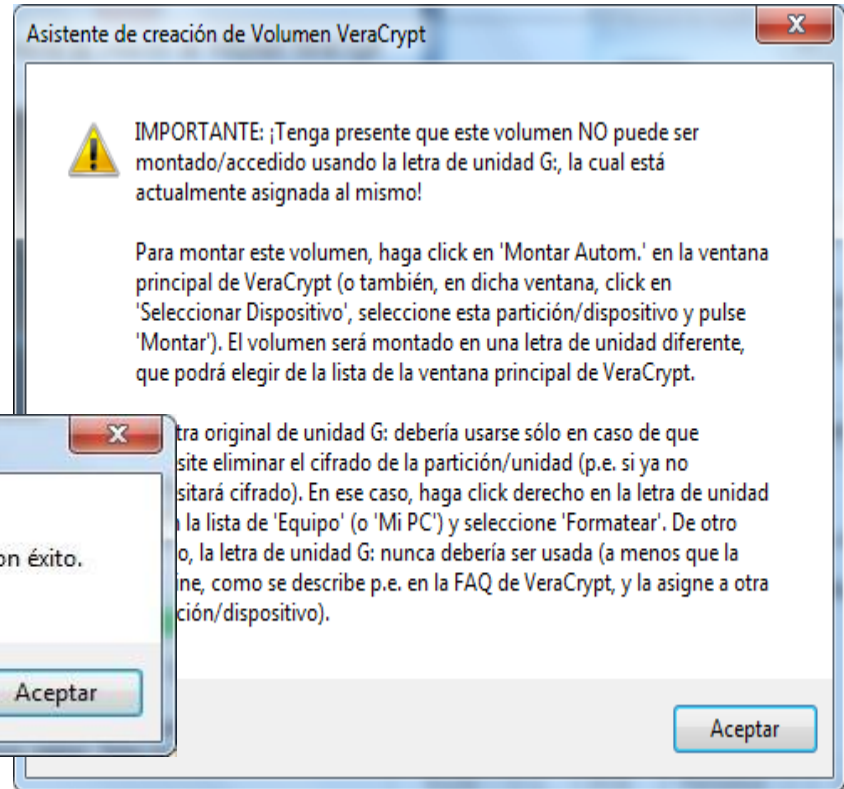 Asistente de creación de Volumen VeraCrypt
IMPORTANTE: ¡Tenga presente que este volumen NO puede ser
montado/accedido usando la letra de unidad G:, la cual está
actualmente asignada al mismo!
Para montar este volumen, haga click en 'Montar Autom.' en la ventana
principal de VeraCrypt (o también, en dicha ventana, click en
'Seleccionar Dispositivo', seleccione esta partición/dispositivo y pulse
'Montar'). El volumen será montado en una letra de unidad diferente,
que podrá elegir de la lista de la ventana principal de VeraCrypt.
original de unidad G: debería usarse sólo en caso de que
eliminar el cifrado de la partición/unidad (p.e. si ya no
cifrado). En ese caso, haga click derecho en la letra de unidad
la lista de 'Equipo' (o 'Mi PC') y seleccione 'Formatear'. De otro
la letra de unidad G: nunca debería ser usada (a menos que la
como se describe p.e. en la FAQ de VeraCrypt, y la asigne a otra
ción/dispositivo).
Aceptar
éxito.
Aceptar